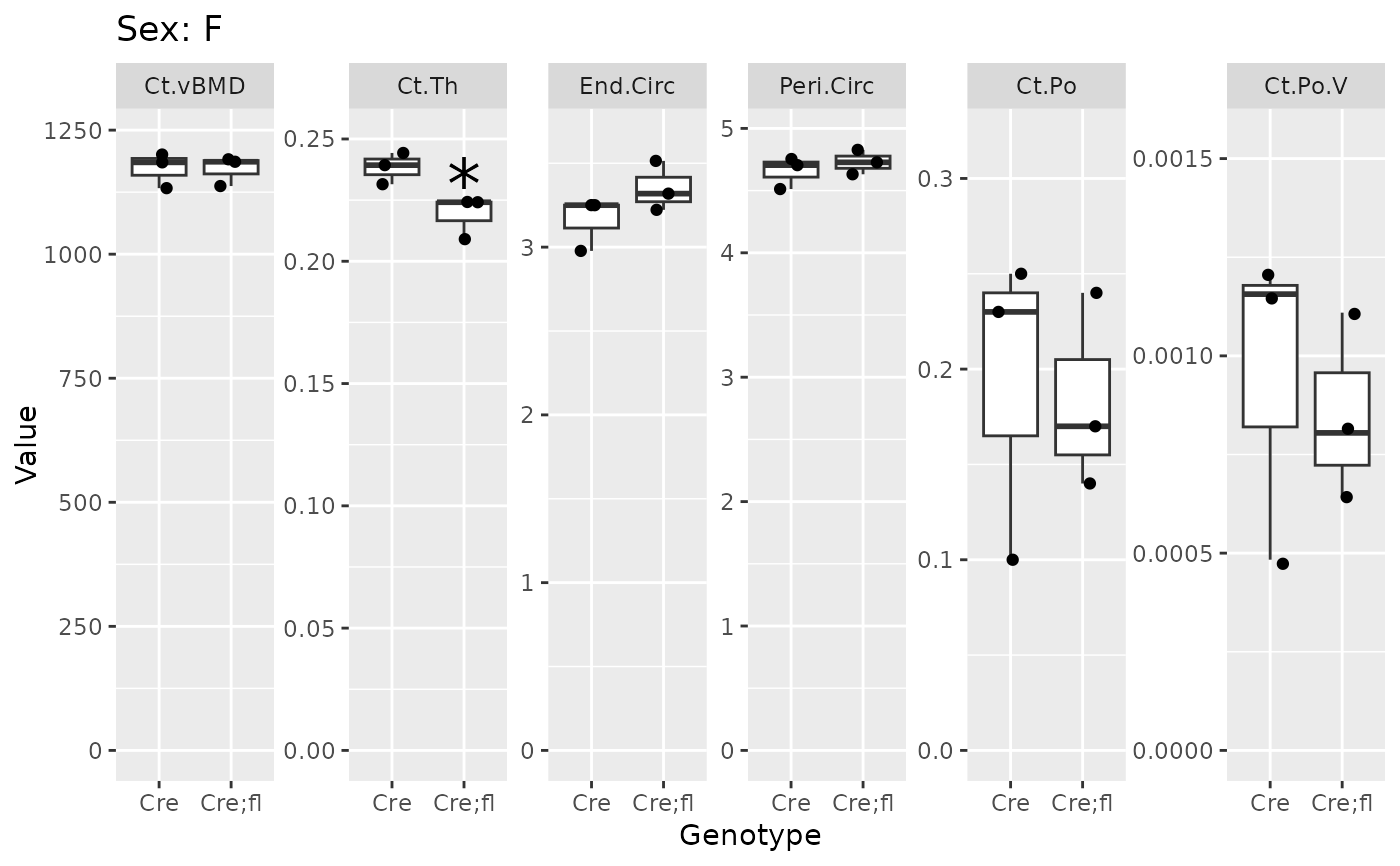 Sex: F
Ct.vBMD
Ct.Th
End.Circ
Peri.Circ
Ct.Po
Ct.Po.V
Value
1250
1000
750
500
250
0
0.25
0.20
0.15
0.10
0.05
0.00
*
3
2
1
0
5
4
3
2
1
0
0.3
0.2
0.1
0.0
0.0015
0.0010
0.0005
0.0000
Cre Cre;fl
Cre Cre;fl
Cre Cre;fl
Cre Cre;fl
Cre Cre;fl
Cre Cre;fl
Genotype